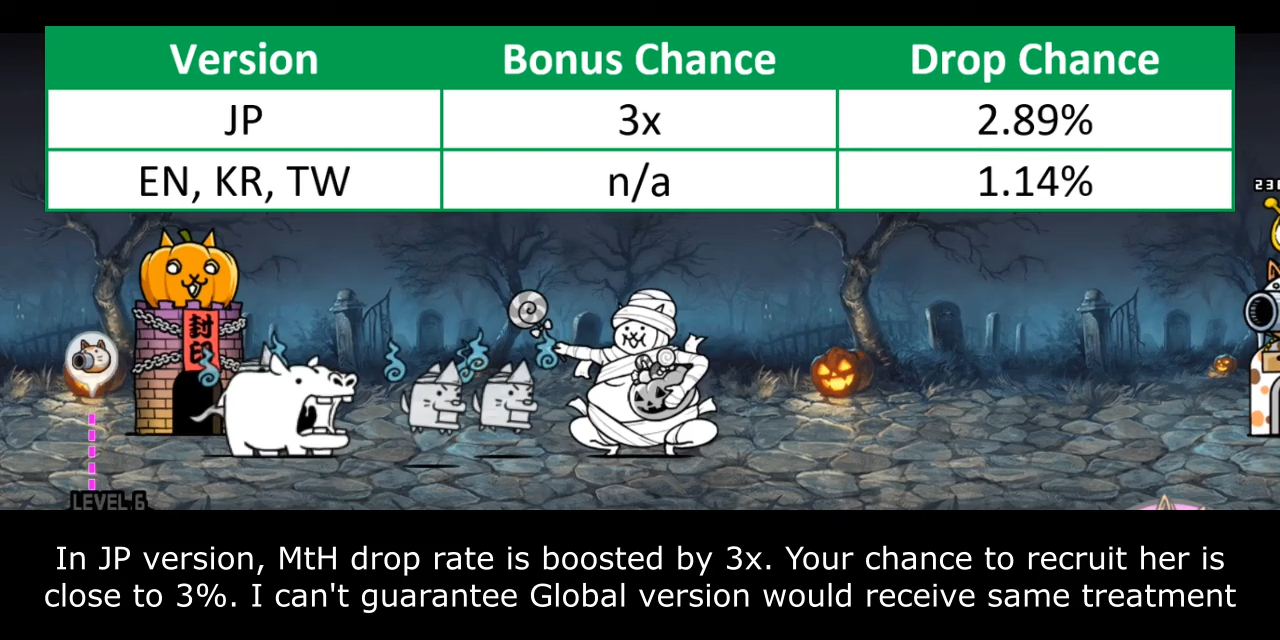 Version Bonus Chance Drop Chance
JP 3x 2.89%
EN, KR, TW n/a 1.14%
封
印
LEVEL 6
In JP version, MtH drop rate is boosted by 3x. Your chance to recruit her is
close to 3%. I can't guarantee Global version would receive same treatment